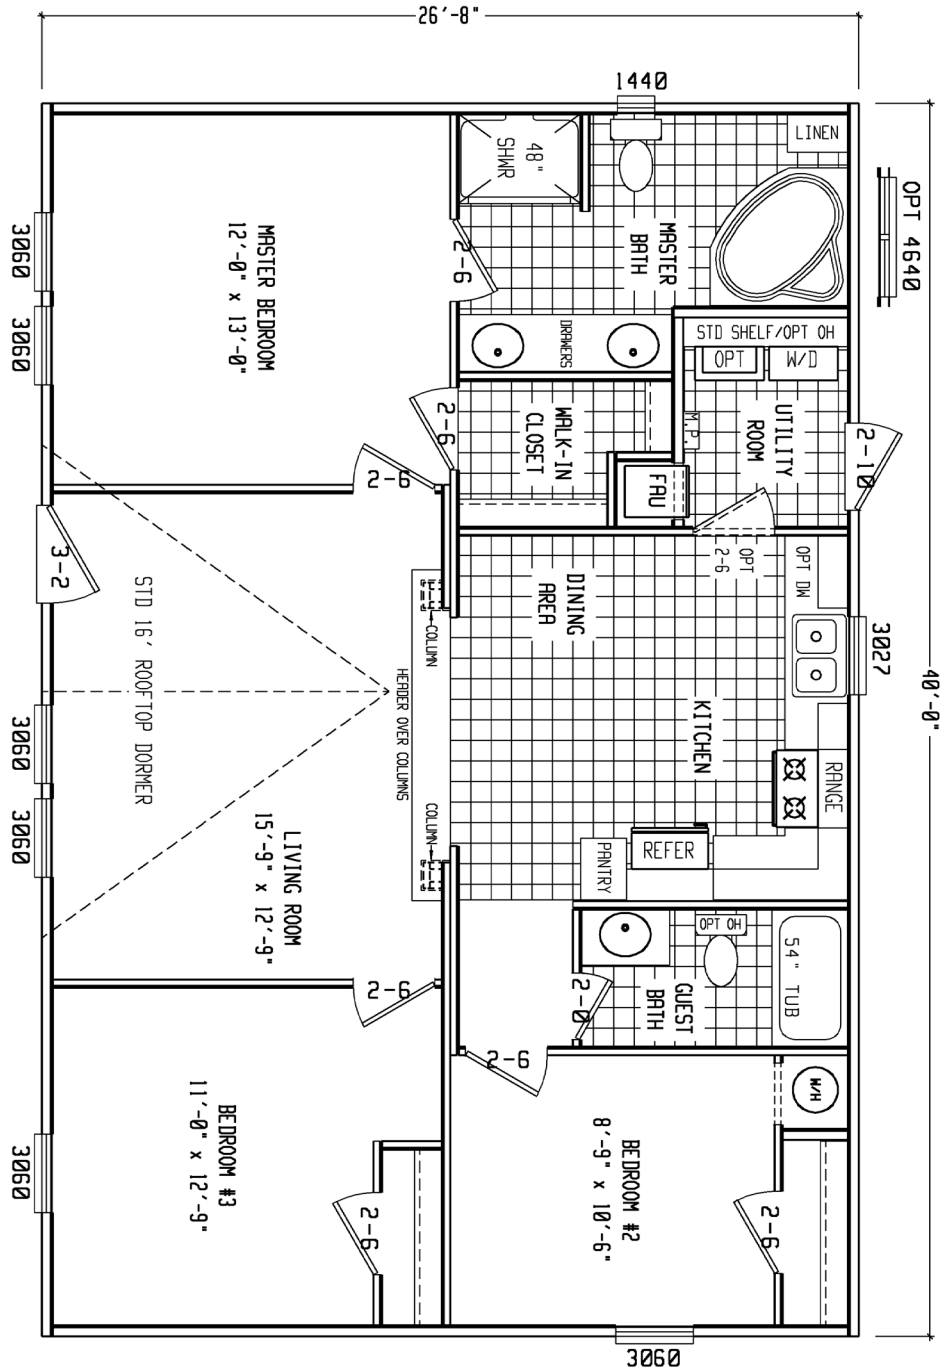 26'-8"
1440
LINEN
48"
SHWR
OPT 4640
MASTER
BATH
MASTER BEDROOM
12'-0" x 13'-0"
2-6
3060
3060
DRAWERS
STD SHELF/OPT OH
OPT
W/D
UTILITY
ROOM
M.P.
WALK-IN
CLOSET
2-6
2-6
2-10
FAU
3-2
OPT
2-6
OPT DW
DINING
AREA
STD 16' ROOFTOP DORMER
COLUMN
HEADER OVER COLUMNS
COLUMN
3027
40'-0"
KITCHEN
RANGE
REFER
PANTRY
3060
3060
LIVING ROOM
15'-9" x 12'-9"
OPT OH
54" TUB
GUEST
BATH
2-0
2-6
2-6
W/H
BEDROOM #3
11'-0" x 12'-9"
BEDROOM #2
8'-9" x 10'-6"
2-6
2-6
3060
3060